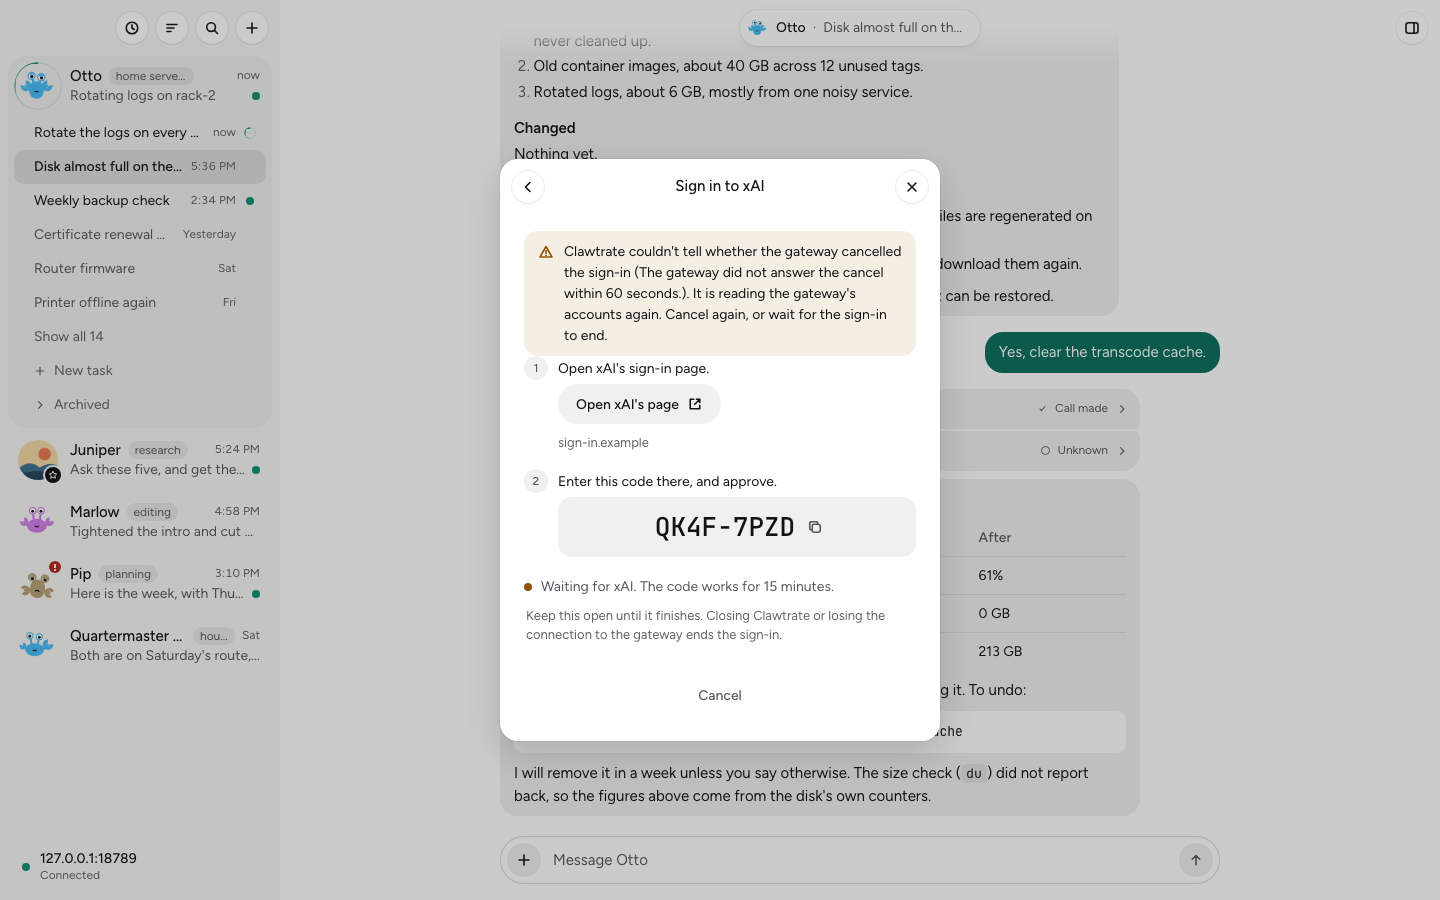 Otto · Disk almost full on th...
Otto home serve... now
Rotating logs on rack-2
Rotate the logs on every ... now
Disk almost full on the... 5:36 PM
Weekly backup check 2:34 PM
Certificate renewal ... Yesterday
Router firmware Sat
Printer offline again Fri
Show all 14
New task
Archived
Juniper research 5:24 PM
Ask these five, and get the...
Marlow editing 4:58 PM
Tightened the intro and cut ...
Pip planning 3:10 PM
Here is the week, with Thu...
Quartermaster ... hou... Sat
Both are on Saturday's route,...
127.0.0.1:18789
Connected
never cleaned up.
2. Old container images, about 40 GB across 12 unused tags.
3. Rotated logs, about 6 GB, mostly from one noisy service.
Changed
Nothing yet.
iles are regenerated on
download them again.
can be restored.
Yes, clear the transcode cache.
Call made
Unknown
After
61%
0 GB
213 GB
g it. To undo:
ache
I will remove it in a week unless you say otherwise. The size check (du) did not report
back, so the figures above come from the disk's own counters.
Message Otto
Sign in to xAI
Clawtrate couldn't tell whether the gateway cancelled
the sign-in (The gateway did not answer the cancel
within 60 seconds.). It is reading the gateway's
accounts again. Cancel again, or wait for the sign-in
to end.
1 Open xAI's sign-in page.
Open xAI's page
sign-in.example
2 Enter this code there, and approve.
QK4F-7PZD
Waiting for xAI. The code works for 15 minutes.
Keep this open until it finishes. Closing Clawtrate or losing the
connection to the gateway ends the sign-in.
Cancel